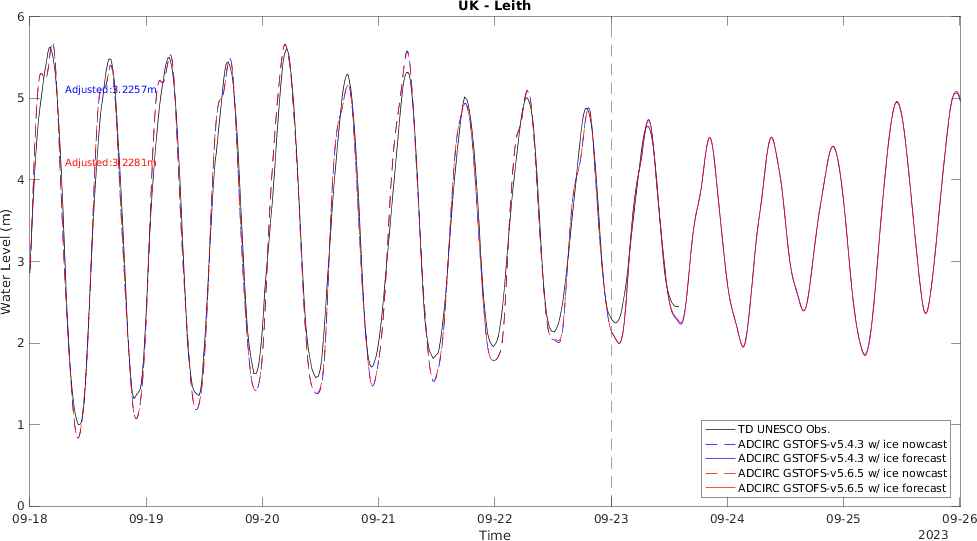 UK - Leith
6
5
4
3
2
1
0
Water Level (m)
Adjusted:3.2257m
Adjusted:3.2281m
TD UNESCO Obs.
ADCIRC GSTOFS-v5.4.3 w/ ice nowcast
ADCIRC GSTOFS-v5.4.3 w/ ice forecast
ADCIRC GSTOFS-v5.6.5 w/ ice nowcast
ADCIRC GSTOFS-v5.6.5 w/ ice forecast
09-18 09-19 09-20 09-21 09-22 09-23 09-24 09-25 09-26
Time
2023